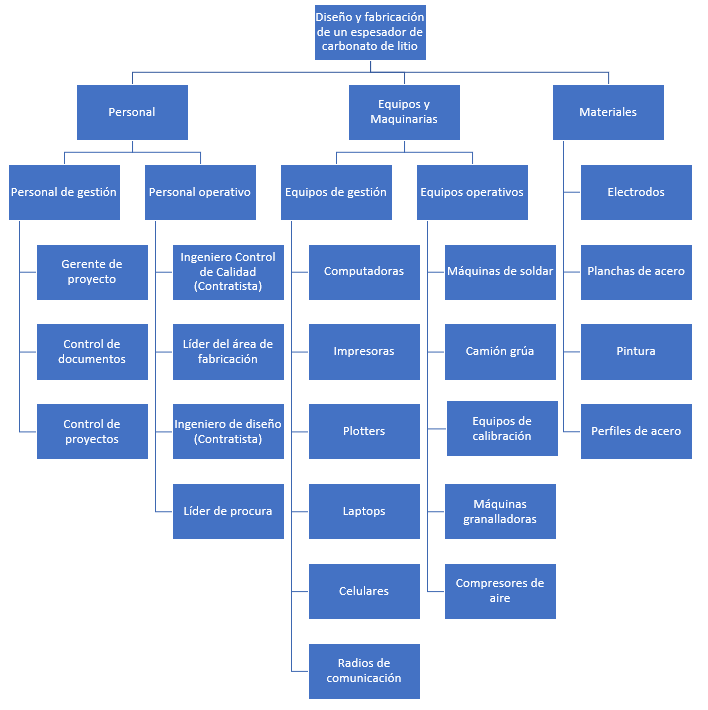 Diseño y fabricación
de un espesador de
carbonato de litio
Personal
Equipos y
Maquinarias
Materiales
Personal de gestión
Personal operativo
Equipos de gestión
Equipos operativos
Electrodos
Gerente de
proyecto
Ingeniero Control
de Calidad
(Contratista)
Computadoras
Máquinas de soldar
Planchas de acero
Control de
documentos
Líder del área de
fabricación
Impresoras
Camión grúa
Pintura
Control de
proyectos
Ingeniero de diseño
(Contratista)
Plotters
Equipos de
calibración
Perfiles de acero
Líder de procura
Laptops
Máquinas
granalladoras
Celulares
Compresores de
aire
Radios de
comunicación